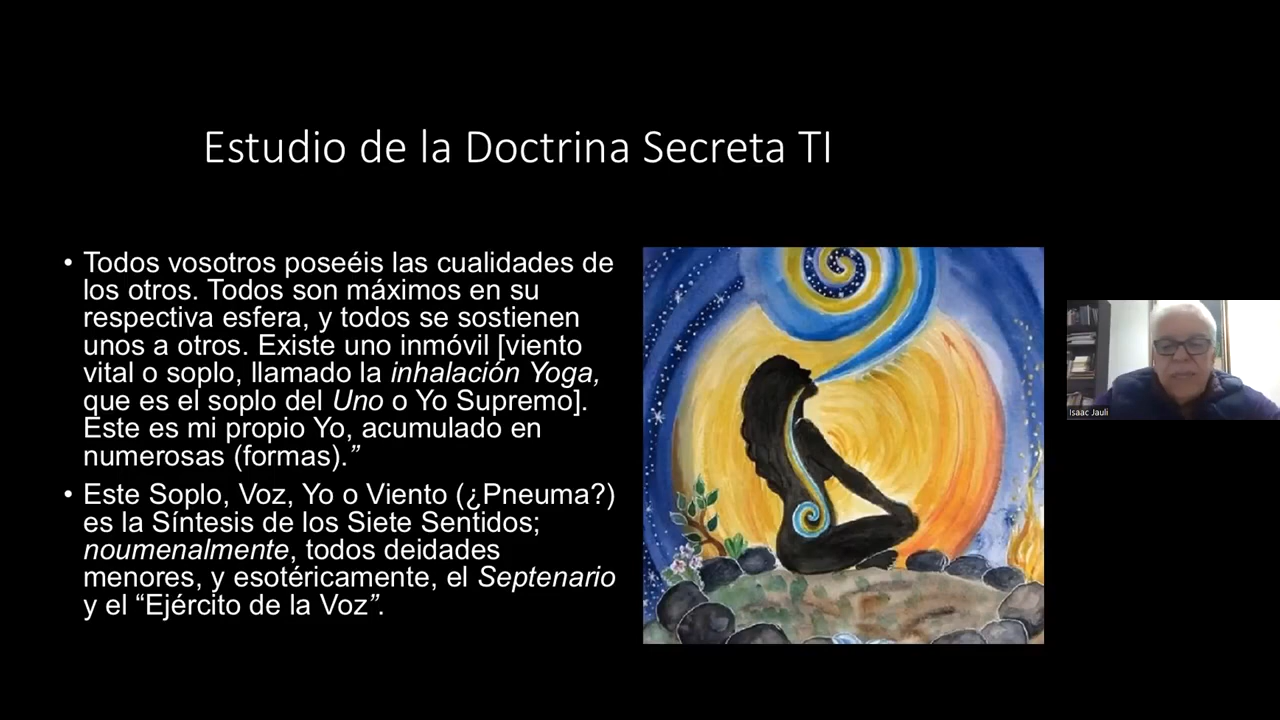 Estudio de la Doctrina Secreta TI
• Todos vosotros poseéis las cualidades de
los otros. Todos son máximos en su
respectiva esfera, y todos se sostienen
unos a otros. Existe uno inmóvil [viento
vital o soplo, llamado la inhalación Yoga,
que es el soplo del Uno o Yo Supremo].
Este es mi propio Yo, acumulado en
numerosas (formas).”
• Este Soplo, Voz, Yo o Viento (¿Pneuma?)
es la Síntesis de los Siete Sentidos;
noumenalmente, todos deidades
menores, y esotéricamente, el Septenario
y el “Ejército de la Voz”.
Isaac Jauli